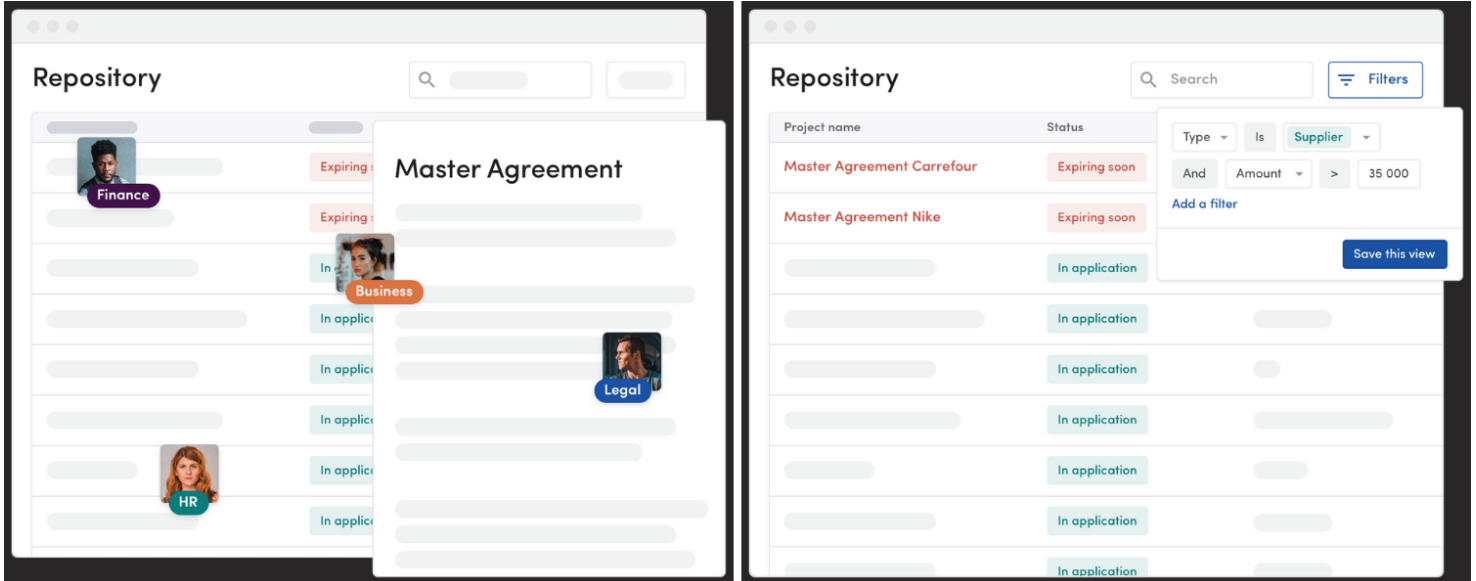 Repository
Expiring
Finance
Expiring
In
Business
In applic
In applic
Legal
In applic
In applic
HR
In applic
Master Agreement
Repository
Search
Filters
Project name
Status
Type
Is
Supplier
And
Amount
>
35 000
Add a filter
Save this view
Master Agreement Carrefour
Expiring soon
Master Agreement Nike
Expiring soon
In application
In application
In application
In application
In application
In application
In application